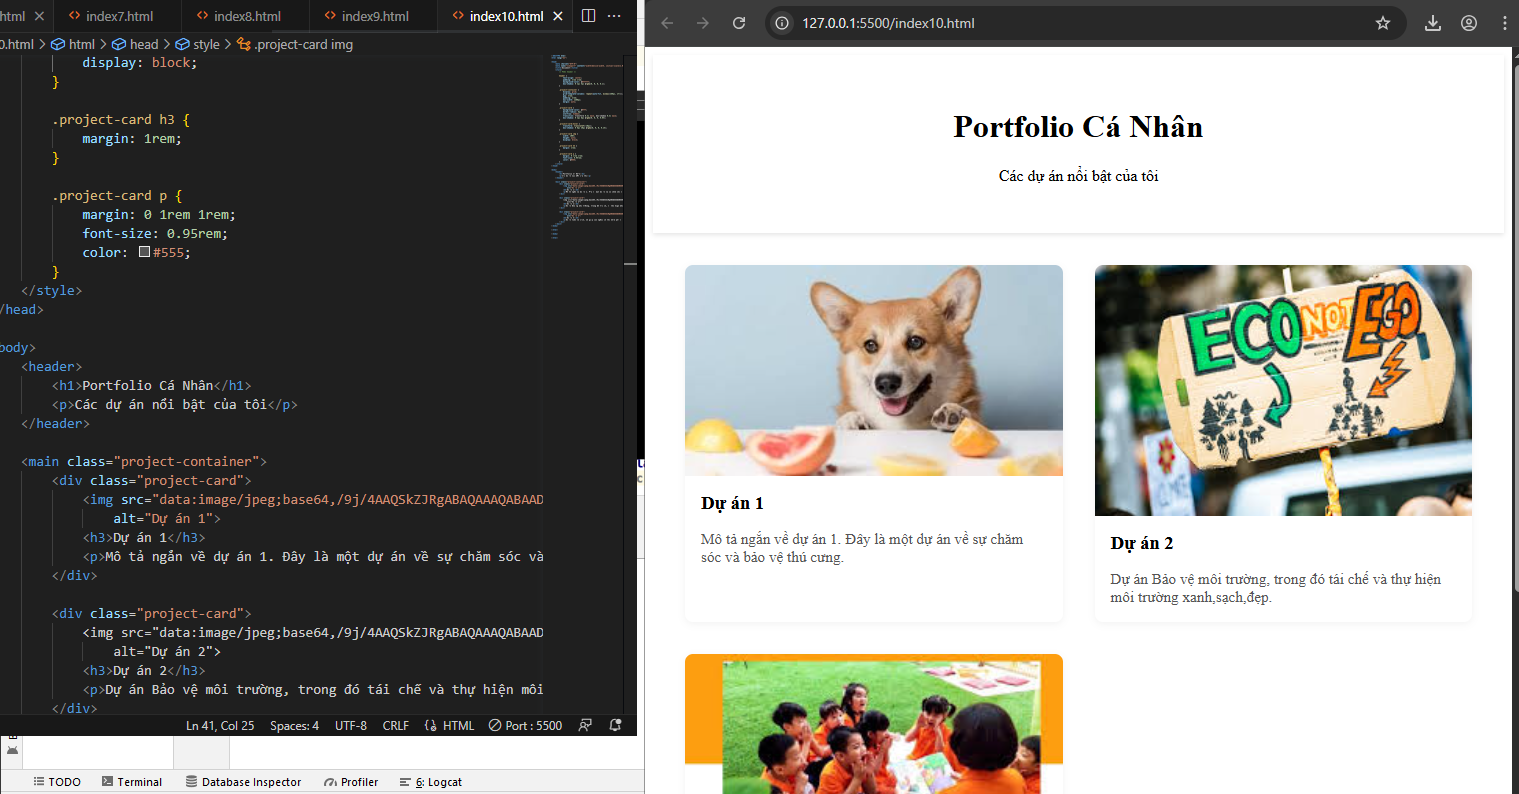 html
index7.html
index8.html
index9.html
index10.html
0.html > html > head > style > .project-card img
display: block;
}
.project-card h3 {
margin: 1rem;
}
.project-card p {
margin: 0 1rem 1rem;
font-size: 0.95rem;
color: #555;
}
</style>
/head>
body>
<header>
<h1>Portfolio Cá Nhân</h1>
<p>Các dự án nổi bật của tôi</p>
</header>
<main class="project-container">
<div class="project-card">
<img src="data:image/jpeg;base64,/9j/4AAQSkZJRgABAQAAAQABAAD
alt="Dự án 1">
<h3>Dự án 1</h3>
<p>Mô tả ngắn về dự án 1. Đây là một dự án về sự chăm sóc và
</div>
<div class="project-card">
<img src="data:image/jpeg;base64,/9j/4AAQSkZJRgABAQAAAQABAAD
alt="Dự án 2">
<h3>Dự án 2</h3>
<p>Dự án Bảo vệ môi trường, trong đó tái chế và thự hiện môi
</div>
Ln 41, Col 25 Spaces: 4 UTF-8 CRLF HTML Port : 5500
TODO Terminal Database Inspector Profiler 6: Logcat
127.0.0.1:5500/index10.html
Portfolio Cá Nhân
Các dự án nổi bật của tôi
ECO NOT EGO
Dự án 1
Mô tả ngắn về dự án 1. Đây là một dự án về sự chăm
sóc và bảo vệ thú cưng.
Dự án 2
Dự án Bảo vệ môi trường, trong đó tái chế và thự hiện
môi trường xanh,sạch,đẹp.